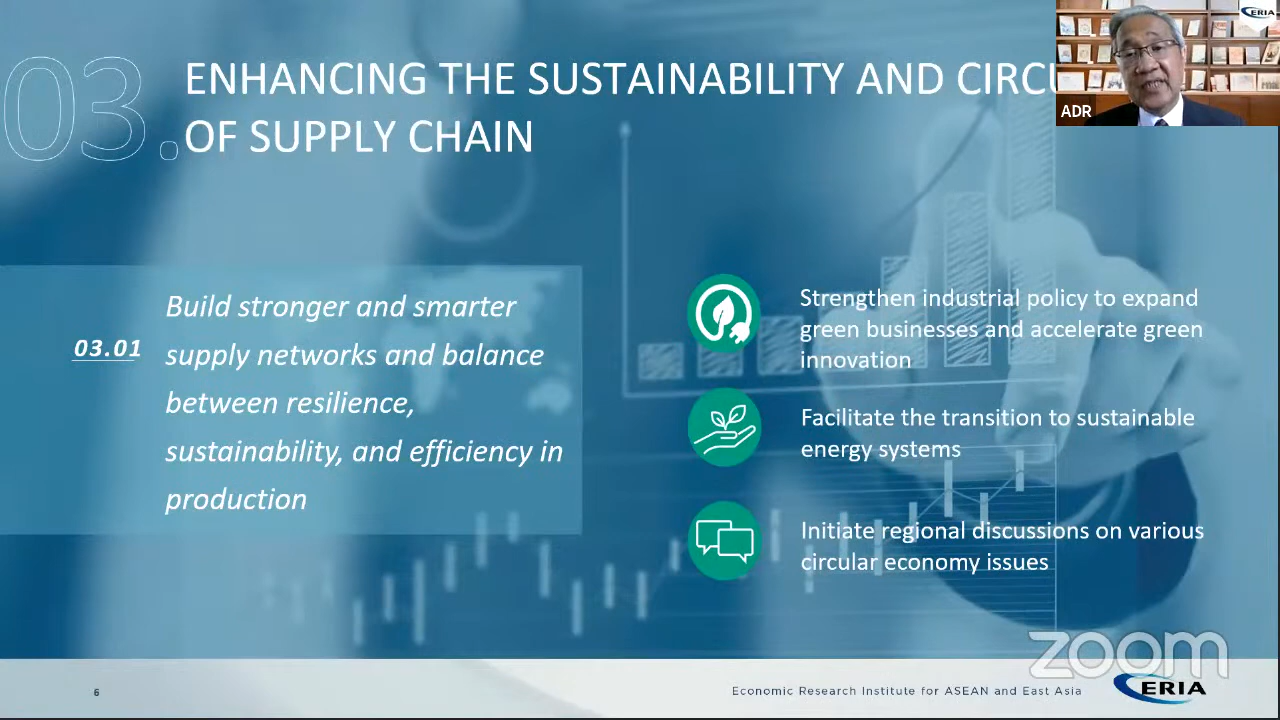 03.
ENHANCING THE SUSTAINABILITY AND CIRCU
OF SUPPLY CHAIN
ERIA
ADR
03.01
Build stronger and smarter
supply networks and balance
between resilience,
sustainability, and efficiency in
production
Strengthen industrial policy to expand
green businesses and accelerate green
innovation
Facilitate the transition to sustainable
energy systems
Initiate regional discussions on various
circular economy issues
zoom
6
Economic Research Institute for ASEAN and East Asia
ERIA